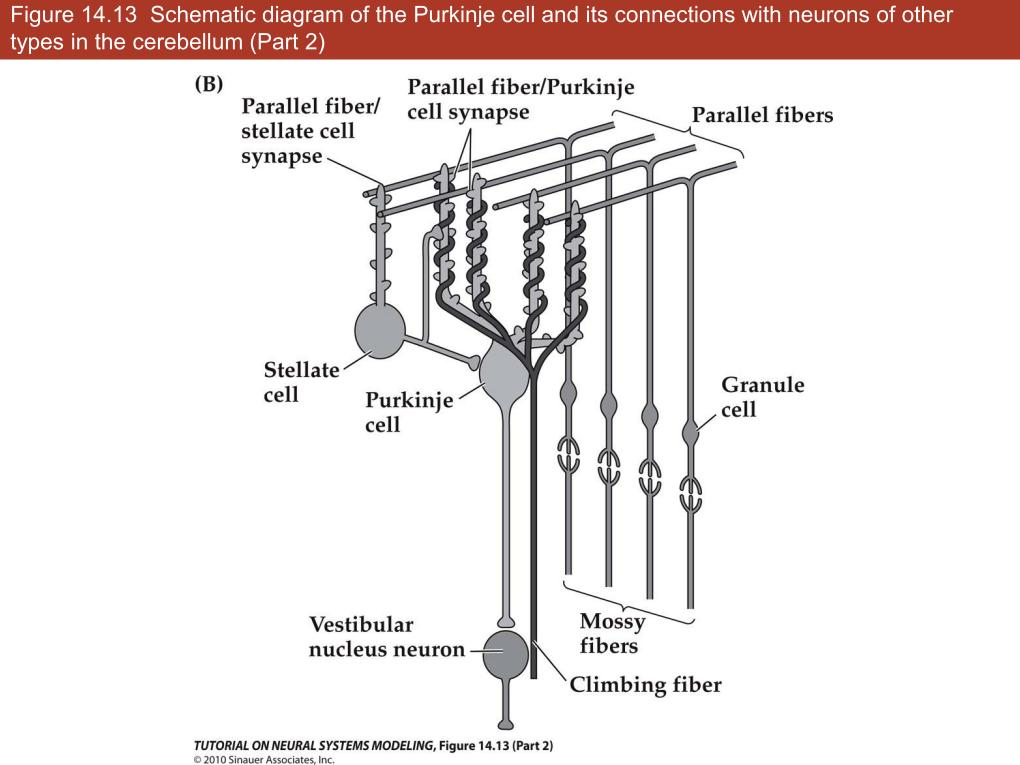 Figure 14.13  Schematic diagram of the Purkinje cell and its connections with neurons of other
types in the cerebellum (Part 2)
(B)
Parallel fiber/
stellate cell
synapse
Parallel fiber/Purkinje
cell synapse
Parallel fibers
Stellate
cell
Purkinje
cell
Granule
cell
Vestibular
nucleus neuron
Mossy
fibers
Climbing fiber
TUTORIAL ON NEURAL SYSTEMS MODELING, Figure 14.13 (Part 2)
© 2010 Sinauer Associates, Inc.